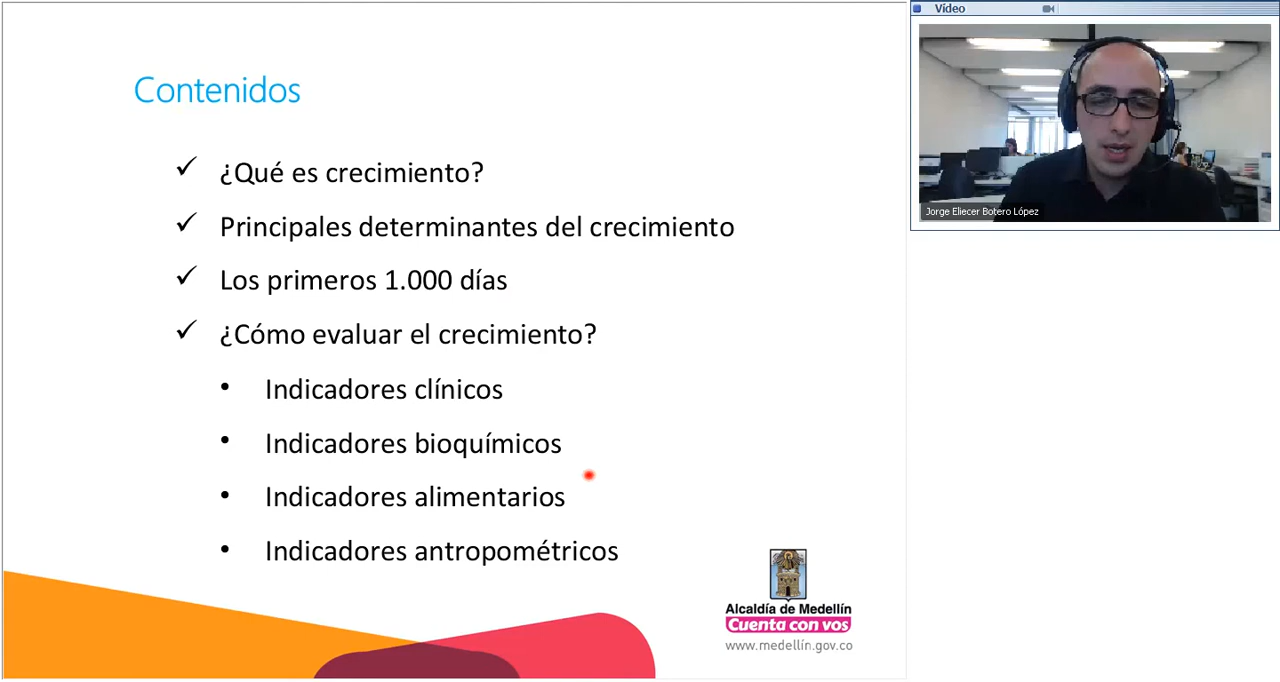 Contenidos
✓ ¿Qué es crecimiento?
✓ Principales determinantes del crecimiento
✓ Los primeros 1.000 días
✓ ¿Cómo evaluar el crecimiento?
• Indicadores clínicos
• Indicadores bioquímicos
• Indicadores alimentarios
• Indicadores antropométricos
Alcaldía de Medellín
Cuenta con vos
www.medellín.gov.co
Vídeo
Jorge Eliecer Botero López